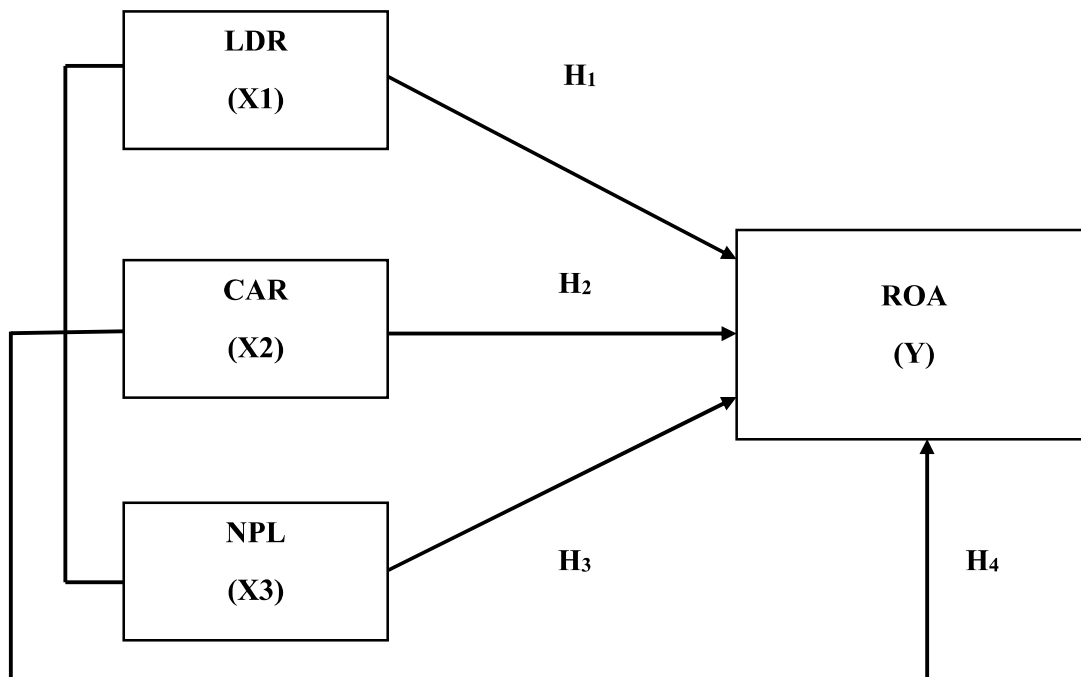 LDR
(X1)
H₁
CAR
(X2)
H₂
ROA
(Y)
NPL
(X3)
H₃
H₄